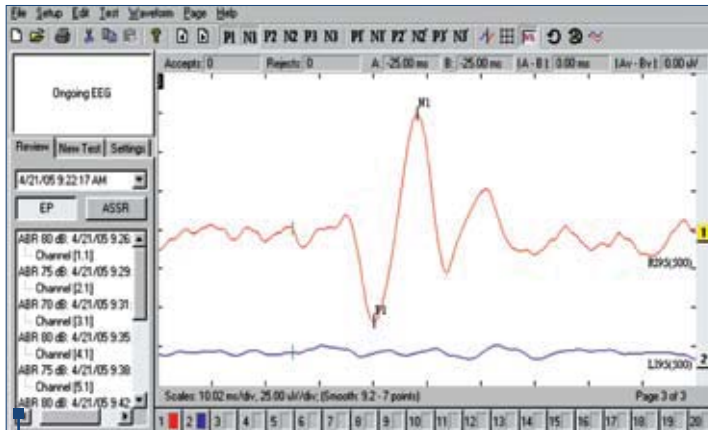 File Setup Edit Test Waveform Page Help
P1 N1 P2 N2 P3 N3 P1' N1' P2' N2' P3' N3'
Accepts: 0 Rejects: 0 A: -25.00 ms B: -25.00 ms |A - B|: 0.00 ms |Av - Bv|: 0.00 uV
Ongoing EEG
Review New Test Settings
4/21/05 9:22:17 AM
EP ASSR
ABR 80 dB: 4/21/05 9:26:
Channel [1.1]
ABR 75 dB: 4/21/05 9:29:
Channel [2.1]
ABR 70 dB: 4/21/05 9:31:
Channel [3.1]
ABR 80 dB: 4/21/05 9:35
Channel [4.1]
ABR 75 dB: 4/21/05 9:38:
Channel [5.1]
ABR 80 dB: 4/21/05 9:42
N1
1
R195(300)
P1
2
L195(300)
Scales: 10.02 ms/div, 25.00 uV/div; (Smooth: 9.2 - 7 points) Page 3 of 3
1 2 3 4 5 6 7 8 9 10 11 12 13 14 15 16 17 18 19 20